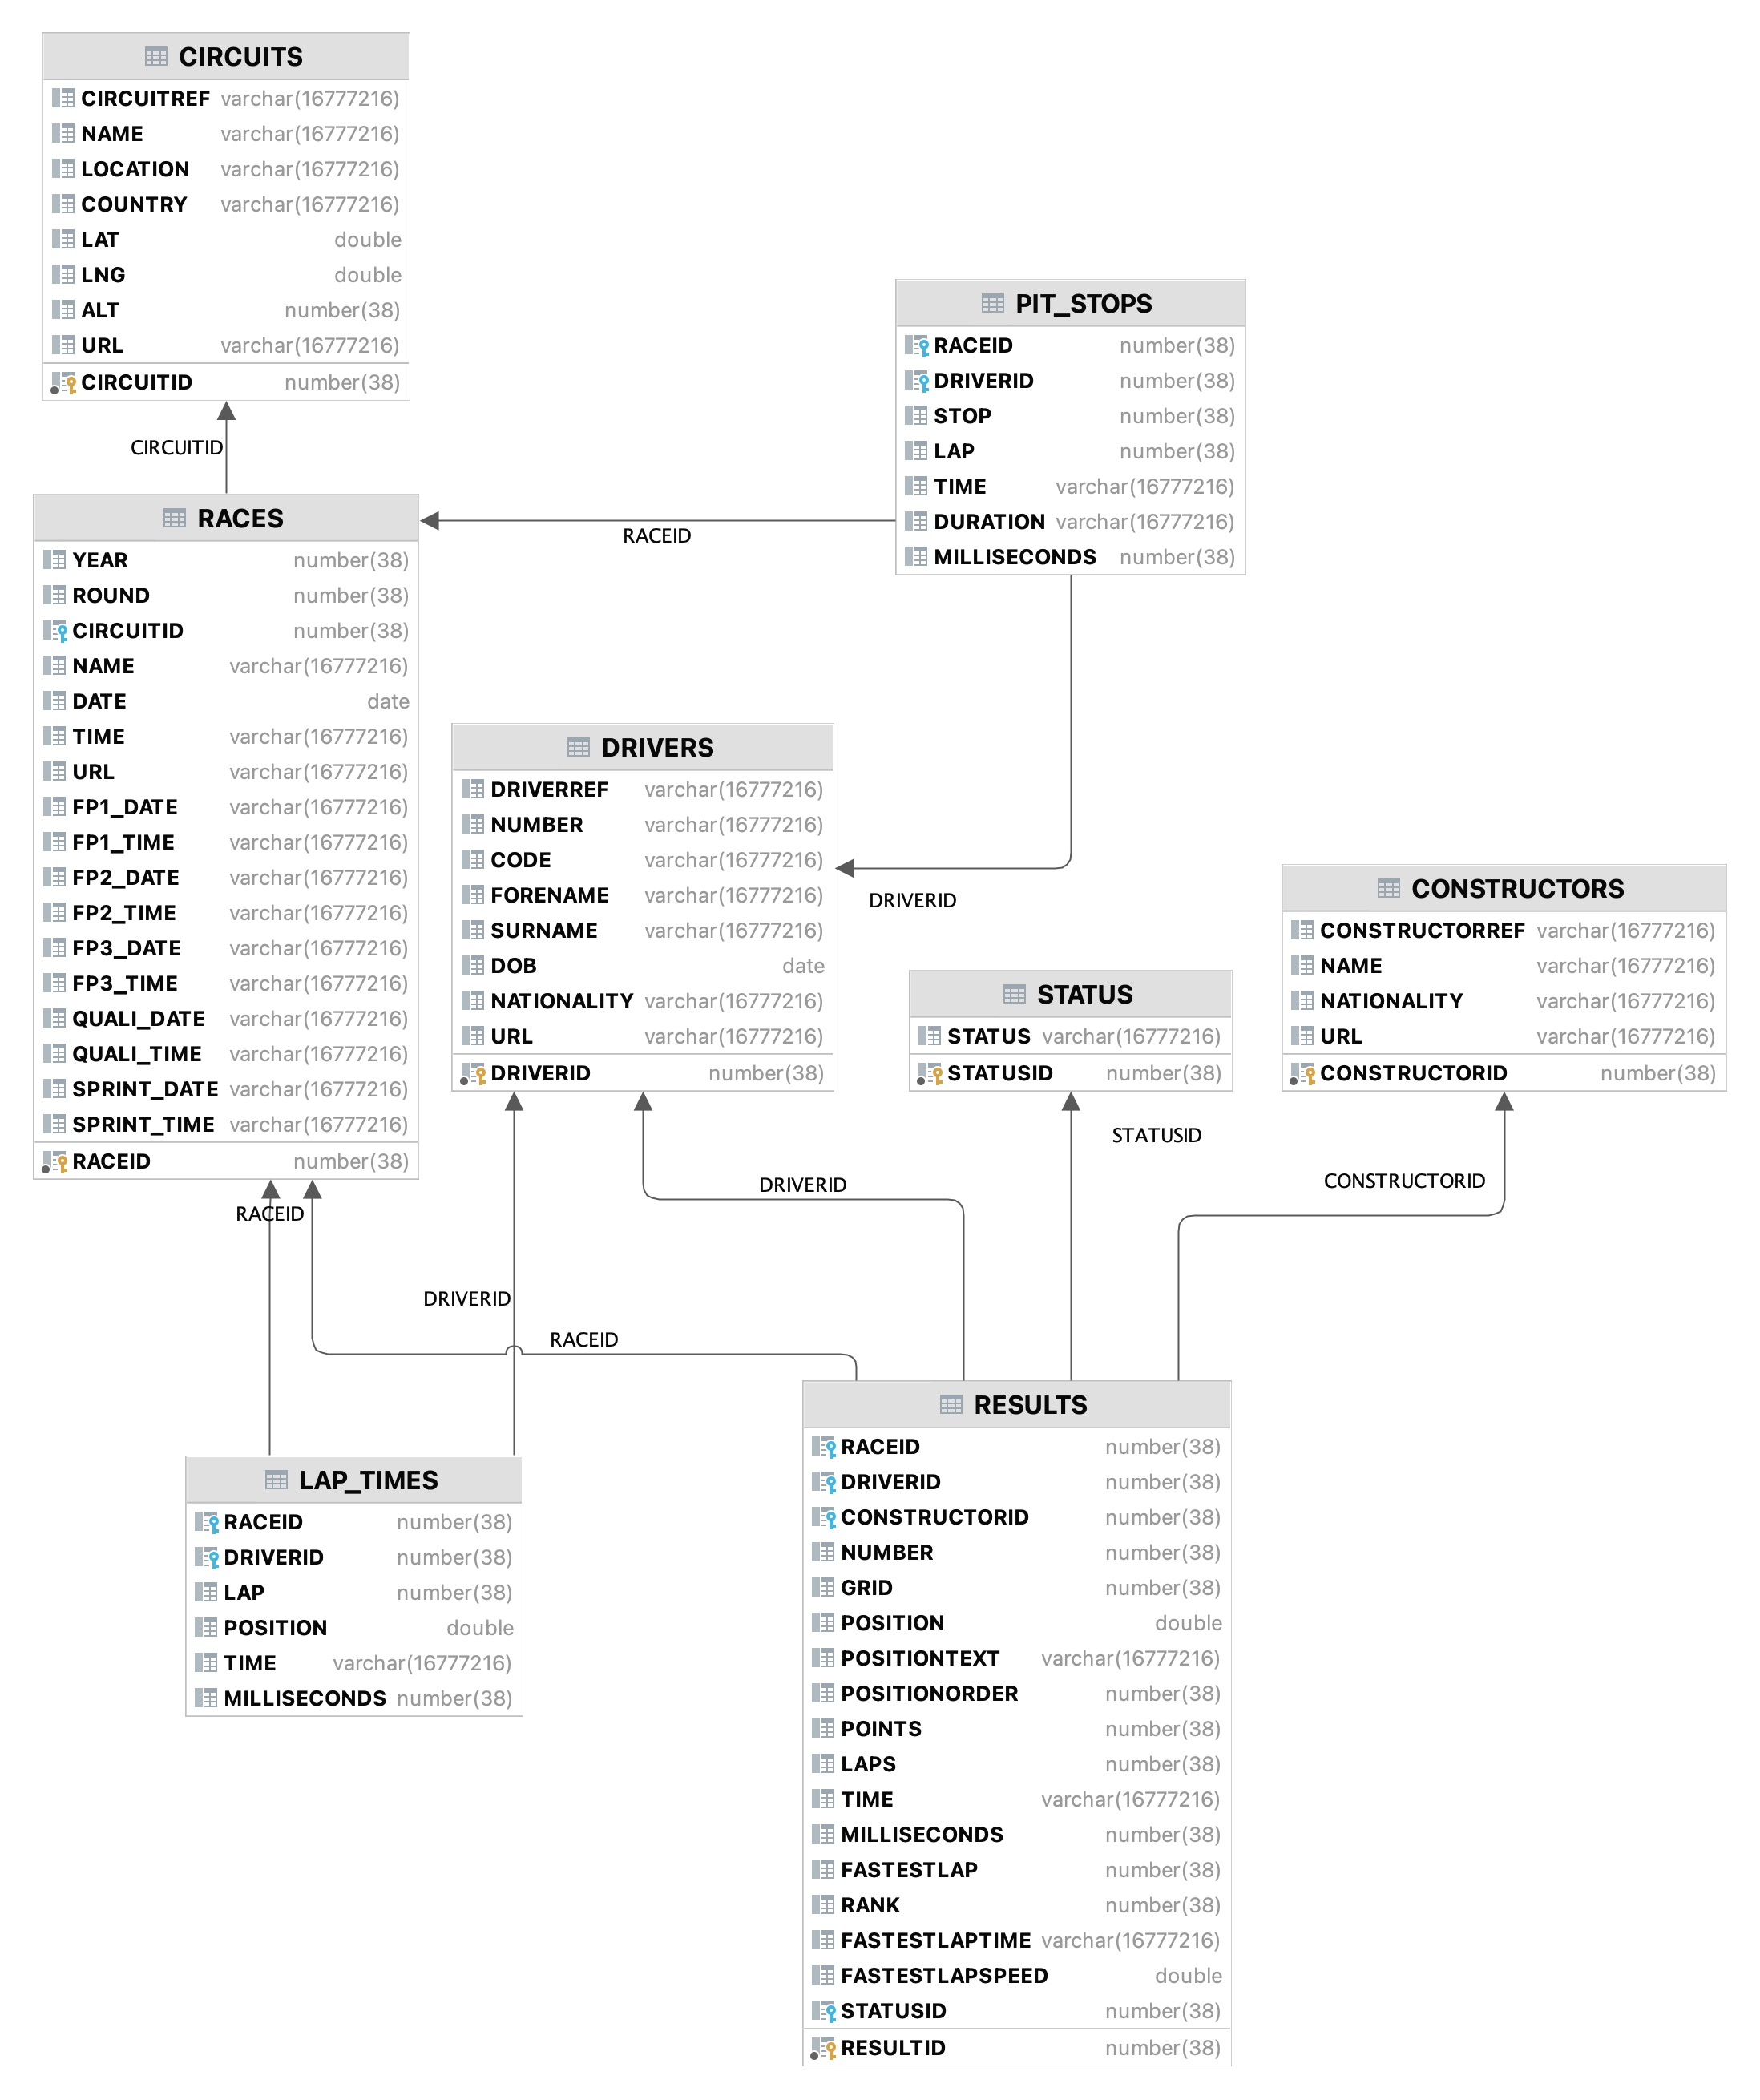 CIRCUITS
CIRCUITREF varchar(16777216)
NAME varchar(16777216)
LOCATION varchar(16777216)
COUNTRY varchar(16777216)
LAT double
LNG double
ALT number(38)
URL varchar(16777216)
CIRCUITID number(38)
CIRCUITID
PIT_STOPS
RACEID number(38)
DRIVERID number(38)
STOP number(38)
LAP number(38)
TIME varchar(16777216)
DURATION varchar(16777216)
MILLISECONDS number(38)
RACEID
DRIVERID
RACES
YEAR number(38)
ROUND number(38)
CIRCUITID number(38)
NAME varchar(16777216)
DATE date
TIME varchar(16777216)
URL varchar(16777216)
FP1_DATE varchar(16777216)
FP1_TIME varchar(16777216)
FP2_DATE varchar(16777216)
FP2_TIME varchar(16777216)
FP3_DATE varchar(16777216)
FP3_TIME varchar(16777216)
QUALI_DATE varchar(16777216)
QUALI_TIME varchar(16777216)
SPRINT_DATE varchar(16777216)
SPRINT_TIME varchar(16777216)
RACEID number(38)
DRIVERS
DRIVERREF varchar(16777216)
NUMBER varchar(16777216)
CODE varchar(16777216)
FORENAME varchar(16777216)
SURNAME varchar(16777216)
DOB date
NATIONALITY varchar(16777216)
URL varchar(16777216)
DRIVERID number(38)
STATUS
STATUS varchar(16777216)
STATUSID number(38)
CONSTRUCTORS
CONSTRUCTORREF varchar(16777216)
NAME varchar(16777216)
NATIONALITY varchar(16777216)
URL varchar(16777216)
CONSTRUCTORID number(38)
STATUSID
CONSTRUCTORID
DRIVERID
RACEID
DRIVERID
RACEID
LAP_TIMES
RACEID number(38)
DRIVERID number(38)
LAP number(38)
POSITION double
TIME varchar(16777216)
MILLISECONDS number(38)
RESULTS
RACEID number(38)
DRIVERID number(38)
CONSTRUCTORID number(38)
NUMBER number(38)
GRID number(38)
POSITION double
POSITIONTEXT varchar(16777216)
POSITIONORDER number(38)
POINTS number(38)
LAPS number(38)
TIME varchar(16777216)
MILLISECONDS number(38)
FASTESTLAP number(38)
RANK number(38)
FASTESTLAPTIME varchar(16777216)
FASTESTLAPSPEED double
STATUSID number(38)
RESULTID number(38)